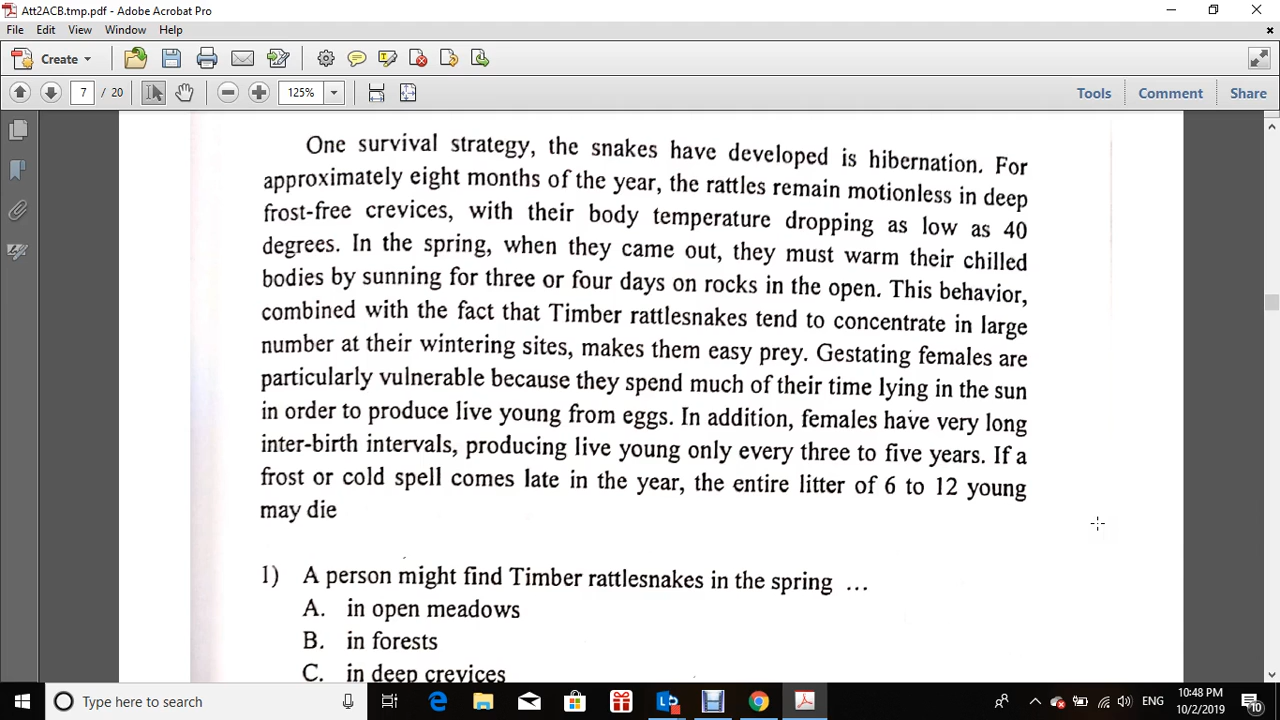 Att2ACB.tmp.pdf - Adobe Acrobat Pro
File Edit View Window Help
Create
7 / 20 125% Tools Comment Share
One survival strategy, the snakes have developed is hibernation. For
approximately eight months of the year, the rattles remain motionless in deep
frost-free crevices, with their body temperature dropping as low as 40
degrees. In the spring, when they came out, they must warm their chilled
bodies by sunning for three or four days on rocks in the open. This behavior,
combined with the fact that Timber rattlesnakes tend to concentrate in large
number at their wintering sites, makes them easy prey. Gestating females are
particularly vulnerable because they spend much of their time lying in the sun
in order to produce live young from eggs. In addition, females have very long
inter-birth intervals, producing live young only every three to five years. If a
frost or cold spell comes late in the year, the entire litter of 6 to 12 young
may die
1) A person might find Timber rattlesnakes in the spring ...
A. in open meadows
B. in forests
C. in deep crevices
Type here to search
ENG
10:48 PM
10/2/2019
10